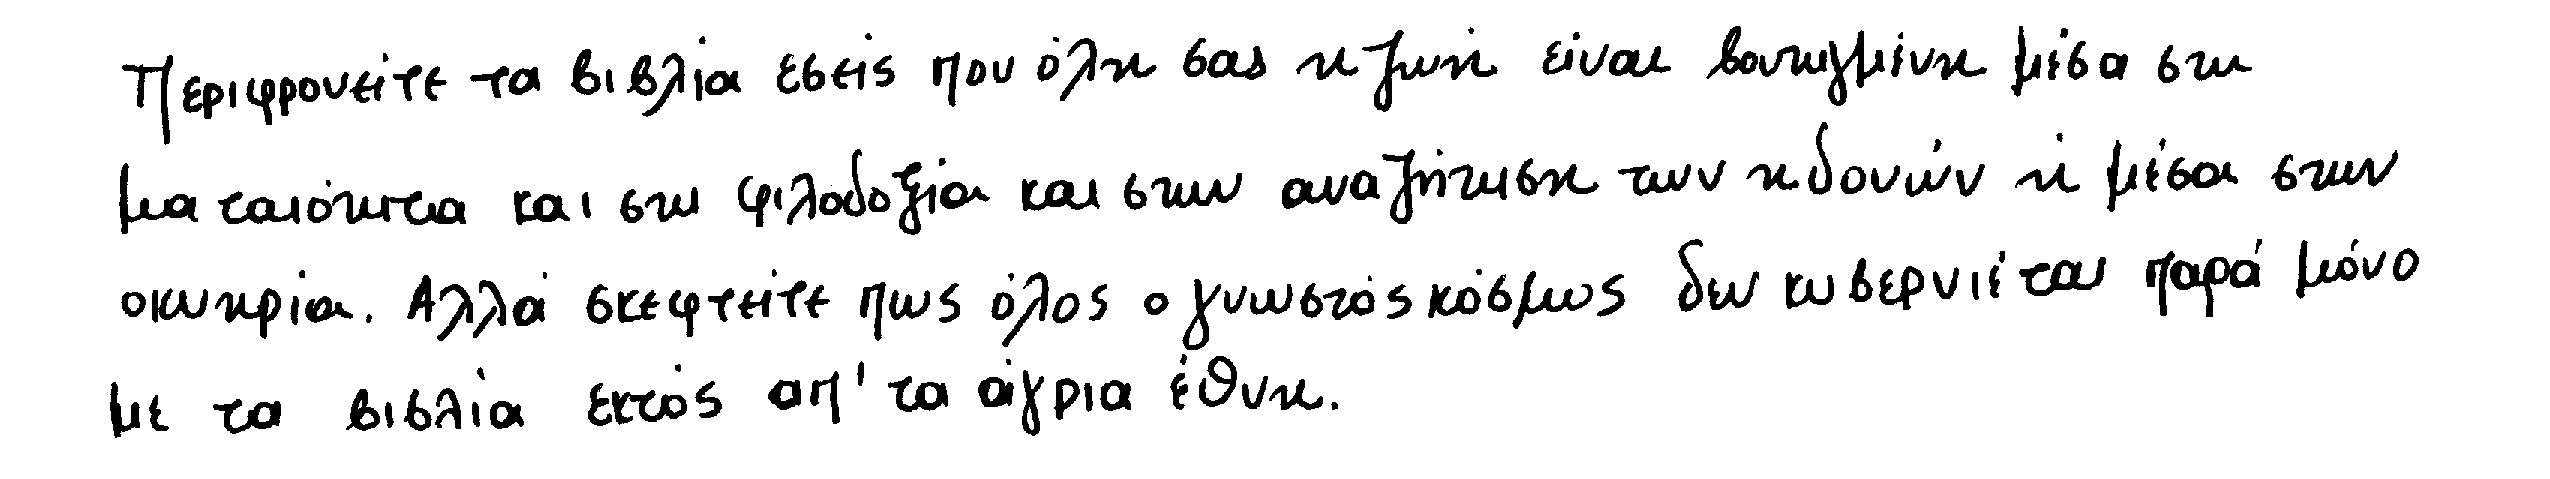 Περιφρονείτε τα βιβλία εσείς που όλη σας η ζωή είναι βουτηγμένη μέσα στη
ματαιότητα και στη φιλοδοξία και στην αναζήτηση των ηδονών ή μέσα στην
οκνηρία. Αλλά σκεφτείτε πως όλος ο γνωστός κόσμως δεν κυβερνιέται παρά μόνο
με τα βιβλία εκτός απ' τα άγρια έθνη.